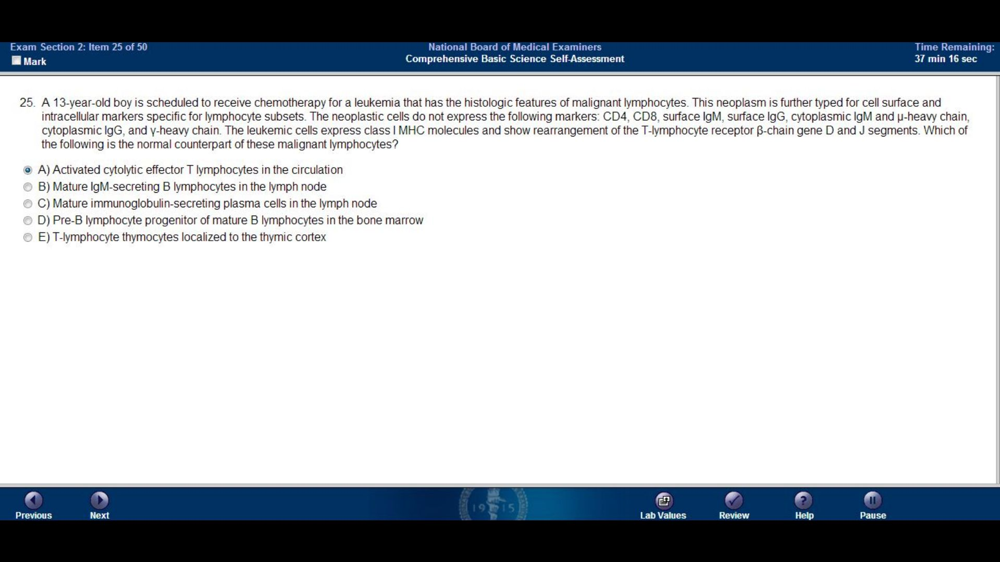 Exam Section 2: Item 25 of 50
National Board of Medical Examiners
Time Remaining:
Mark
Comprehensive Basic Science Self-Assessment
37 min 16 sec
25. A 13-year-old boy is scheduled to receive chemotherapy for a leukemia that has the histologic features of malignant lymphocytes. This neoplasm is further typed for cell surface and
intracellular markers specific for lymphocyte subsets. The neoplastic cells do not express the following markers: CD4, CD8, surface IgM, surface IgG, cytoplasmic IgM and μ-heavy chain,
cytoplasmic IgG, and γ-heavy chain. The leukemic cells express class I MHC molecules and show rearrangement of the T-lymphocyte receptor β-chain gene D and J segments. Which of
the following is the normal counterpart of these malignant lymphocytes?
A) Activated cytolytic effector T lymphocytes in the circulation
B) Mature IgM-secreting B lymphocytes in the lymph node
C) Mature immunoglobulin-secreting plasma cells in the lymph node
D) Pre-B lymphocyte progenitor of mature B lymphocytes in the bone marrow
E) T-lymphocyte thymocytes localized to the thymic cortex
1915
Previous
Next
Lab Values
Review
Help
Pause